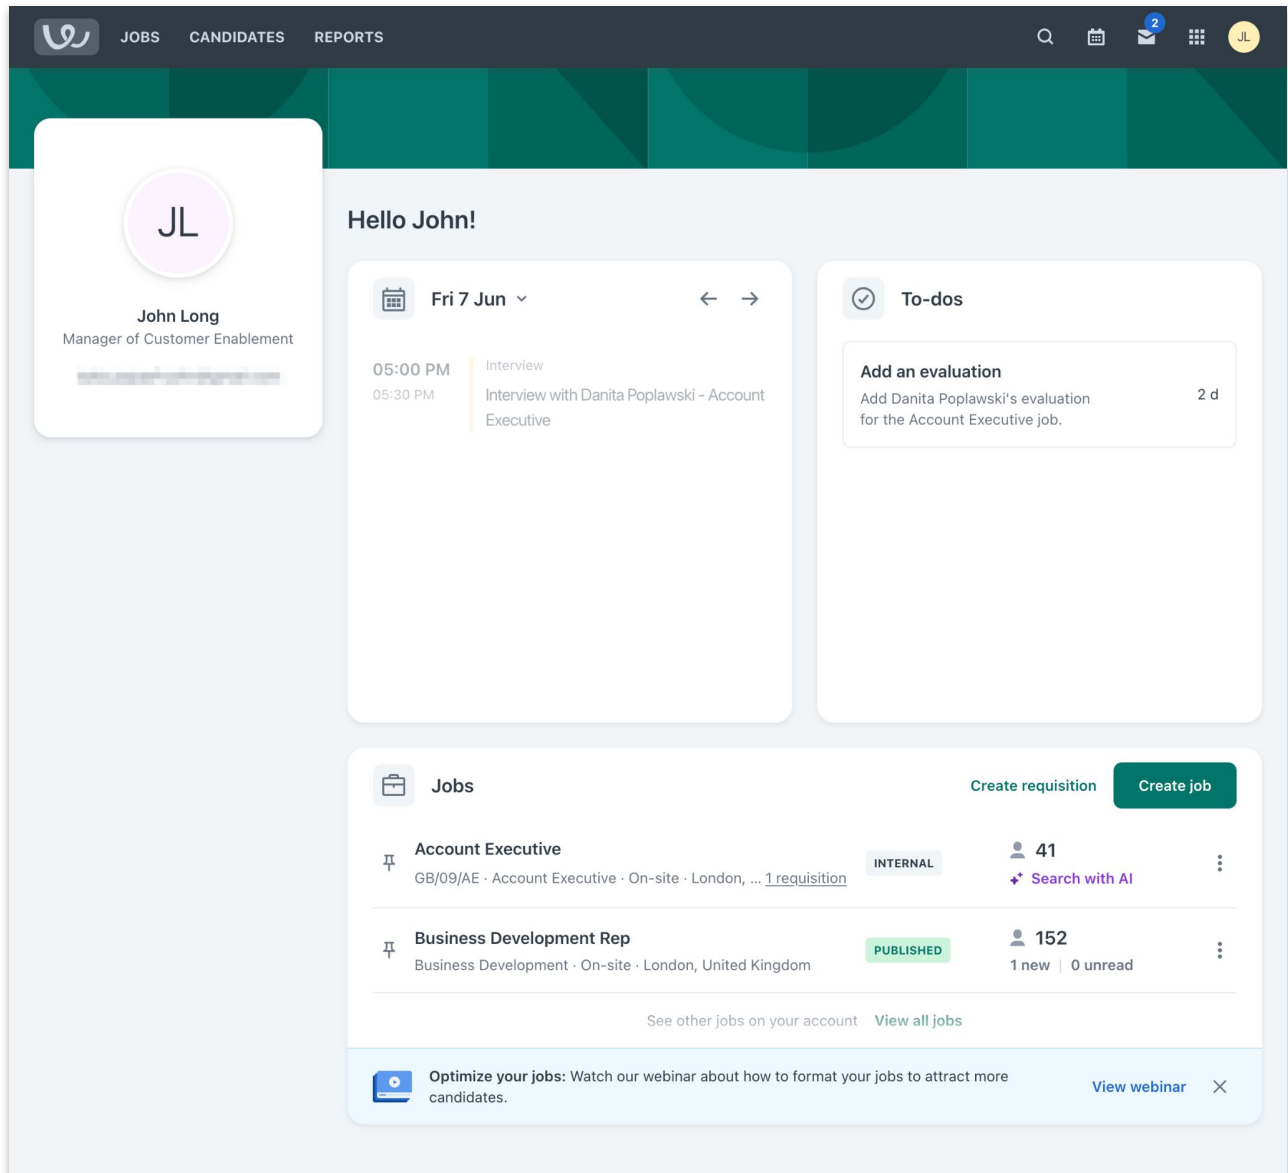 JOBS CANDIDATES REPORTS
2
JL
JL
John Long
Manager of Customer Enablement
Hello John!
Fri 7 Jun
05:00 PM
05:30 PM
Interview
Interview with Danita Poplawski - Account
Executive
To-dos
Add an evaluation
Add Danita Poplawski's evaluation
for the Account Executive job.
2 d
Jobs
Create requisition
Create job
Account Executive
GB/09/AE · Account Executive · On-site · London, ... 1 requisition
INTERNAL
41
Search with AI
Business Development Rep
Business Development · On-site · London, United Kingdom
PUBLISHED
152
1 new | 0 unread
See other jobs on your account View all jobs
Optimize your jobs: Watch our webinar about how to format your jobs to attract more
candidates.
View webinar